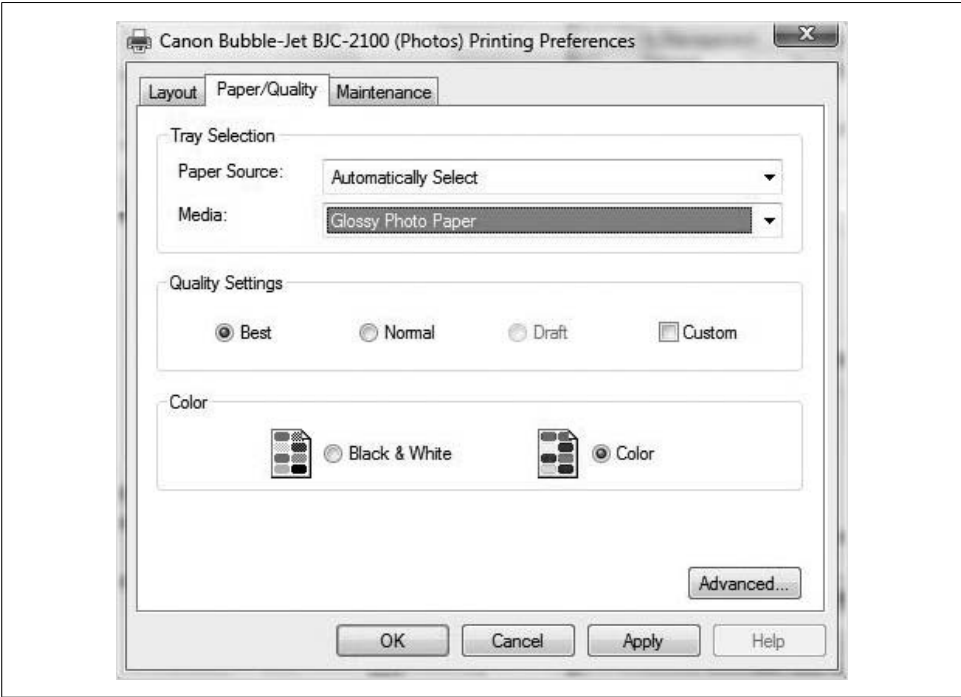 Canon Bubble-Jet BJC-2100 (Photos) Printing Preferences
Layout Paper/Quality Maintenance
Tray Selection
Paper Source: Automatically Select
Media: Glossy Photo Paper
Quality Settings
Best Normal Draft Custom
Color
Black & White Color
Advanced...
OK Cancel Apply Help